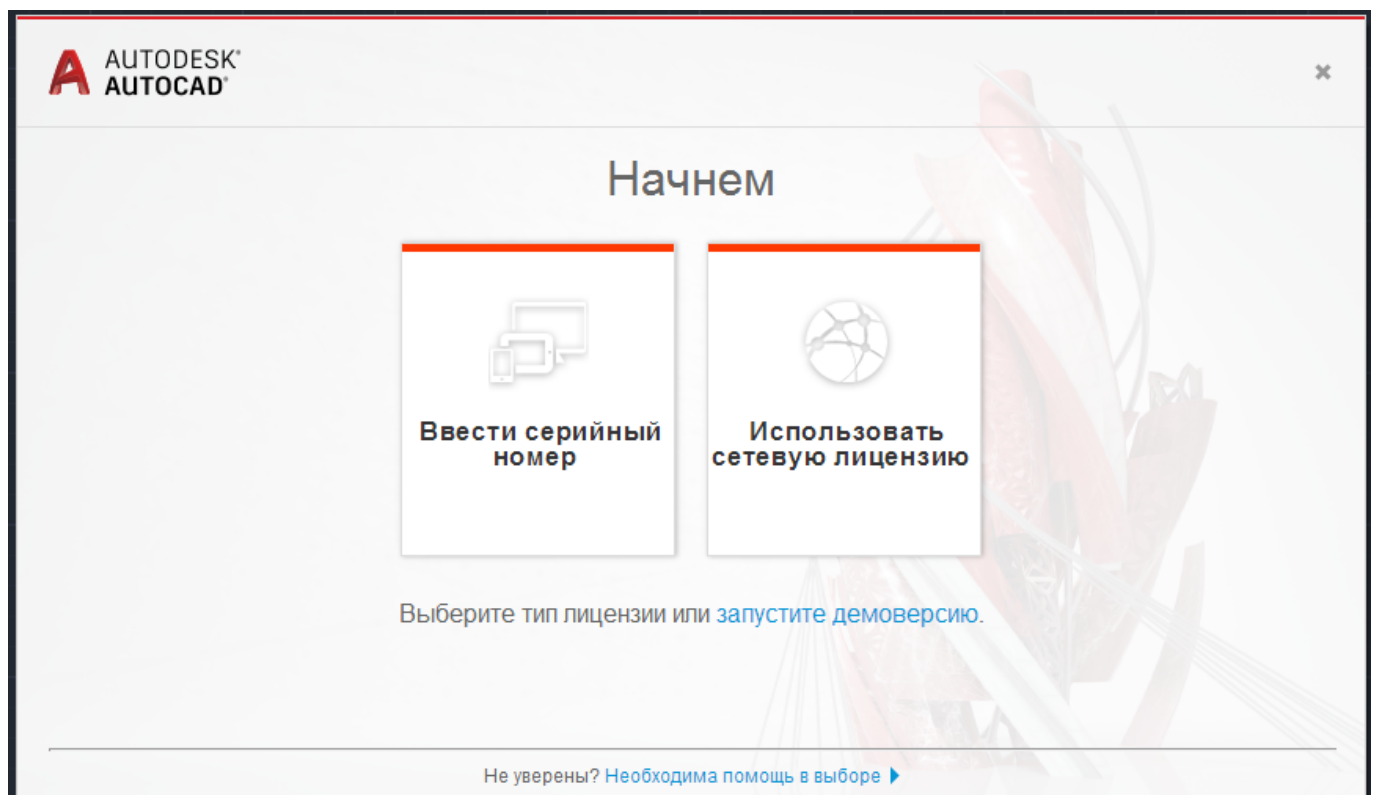 AUTODESK®
AUTOCAD®
Начнем
Ввести серийный
номер
Использовать
сетевую лицензию
Выберите тип лицензии или запустите демоверсию.
Не уверены? Необходима помощь в выборе